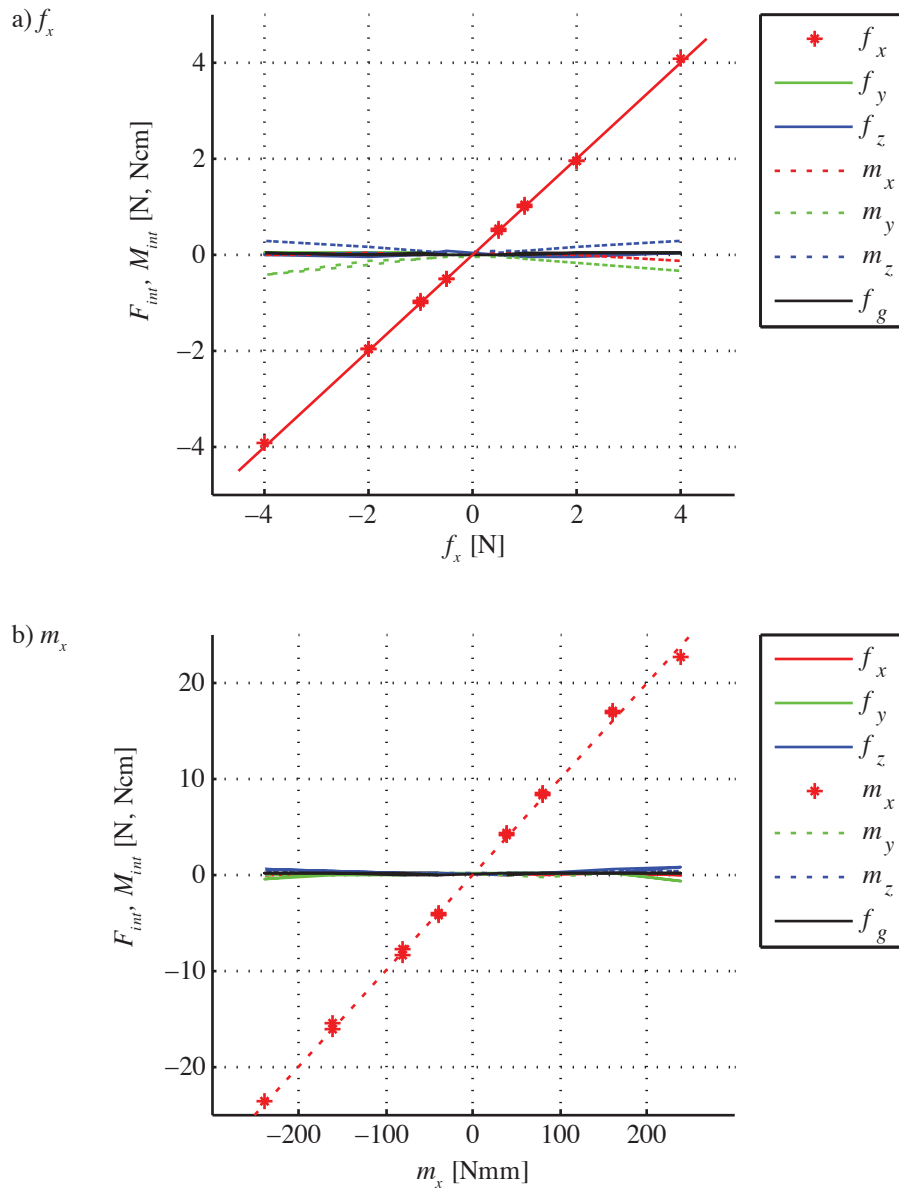 a) f_x
F_int, M_int [N, Ncm]
4
2
0
−2
−4
−4 −2 0 2 4
f_x [N]
f_x
f_y
f_z
m_x
m_y
m_z
f_g
b) m_x
F_int, M_int [N, Ncm]
20
10
0
−10
−20
−200 −100 0 100 200
m_x [Nmm]
f_x
f_y
f_z
m_x
m_y
m_z
f_g